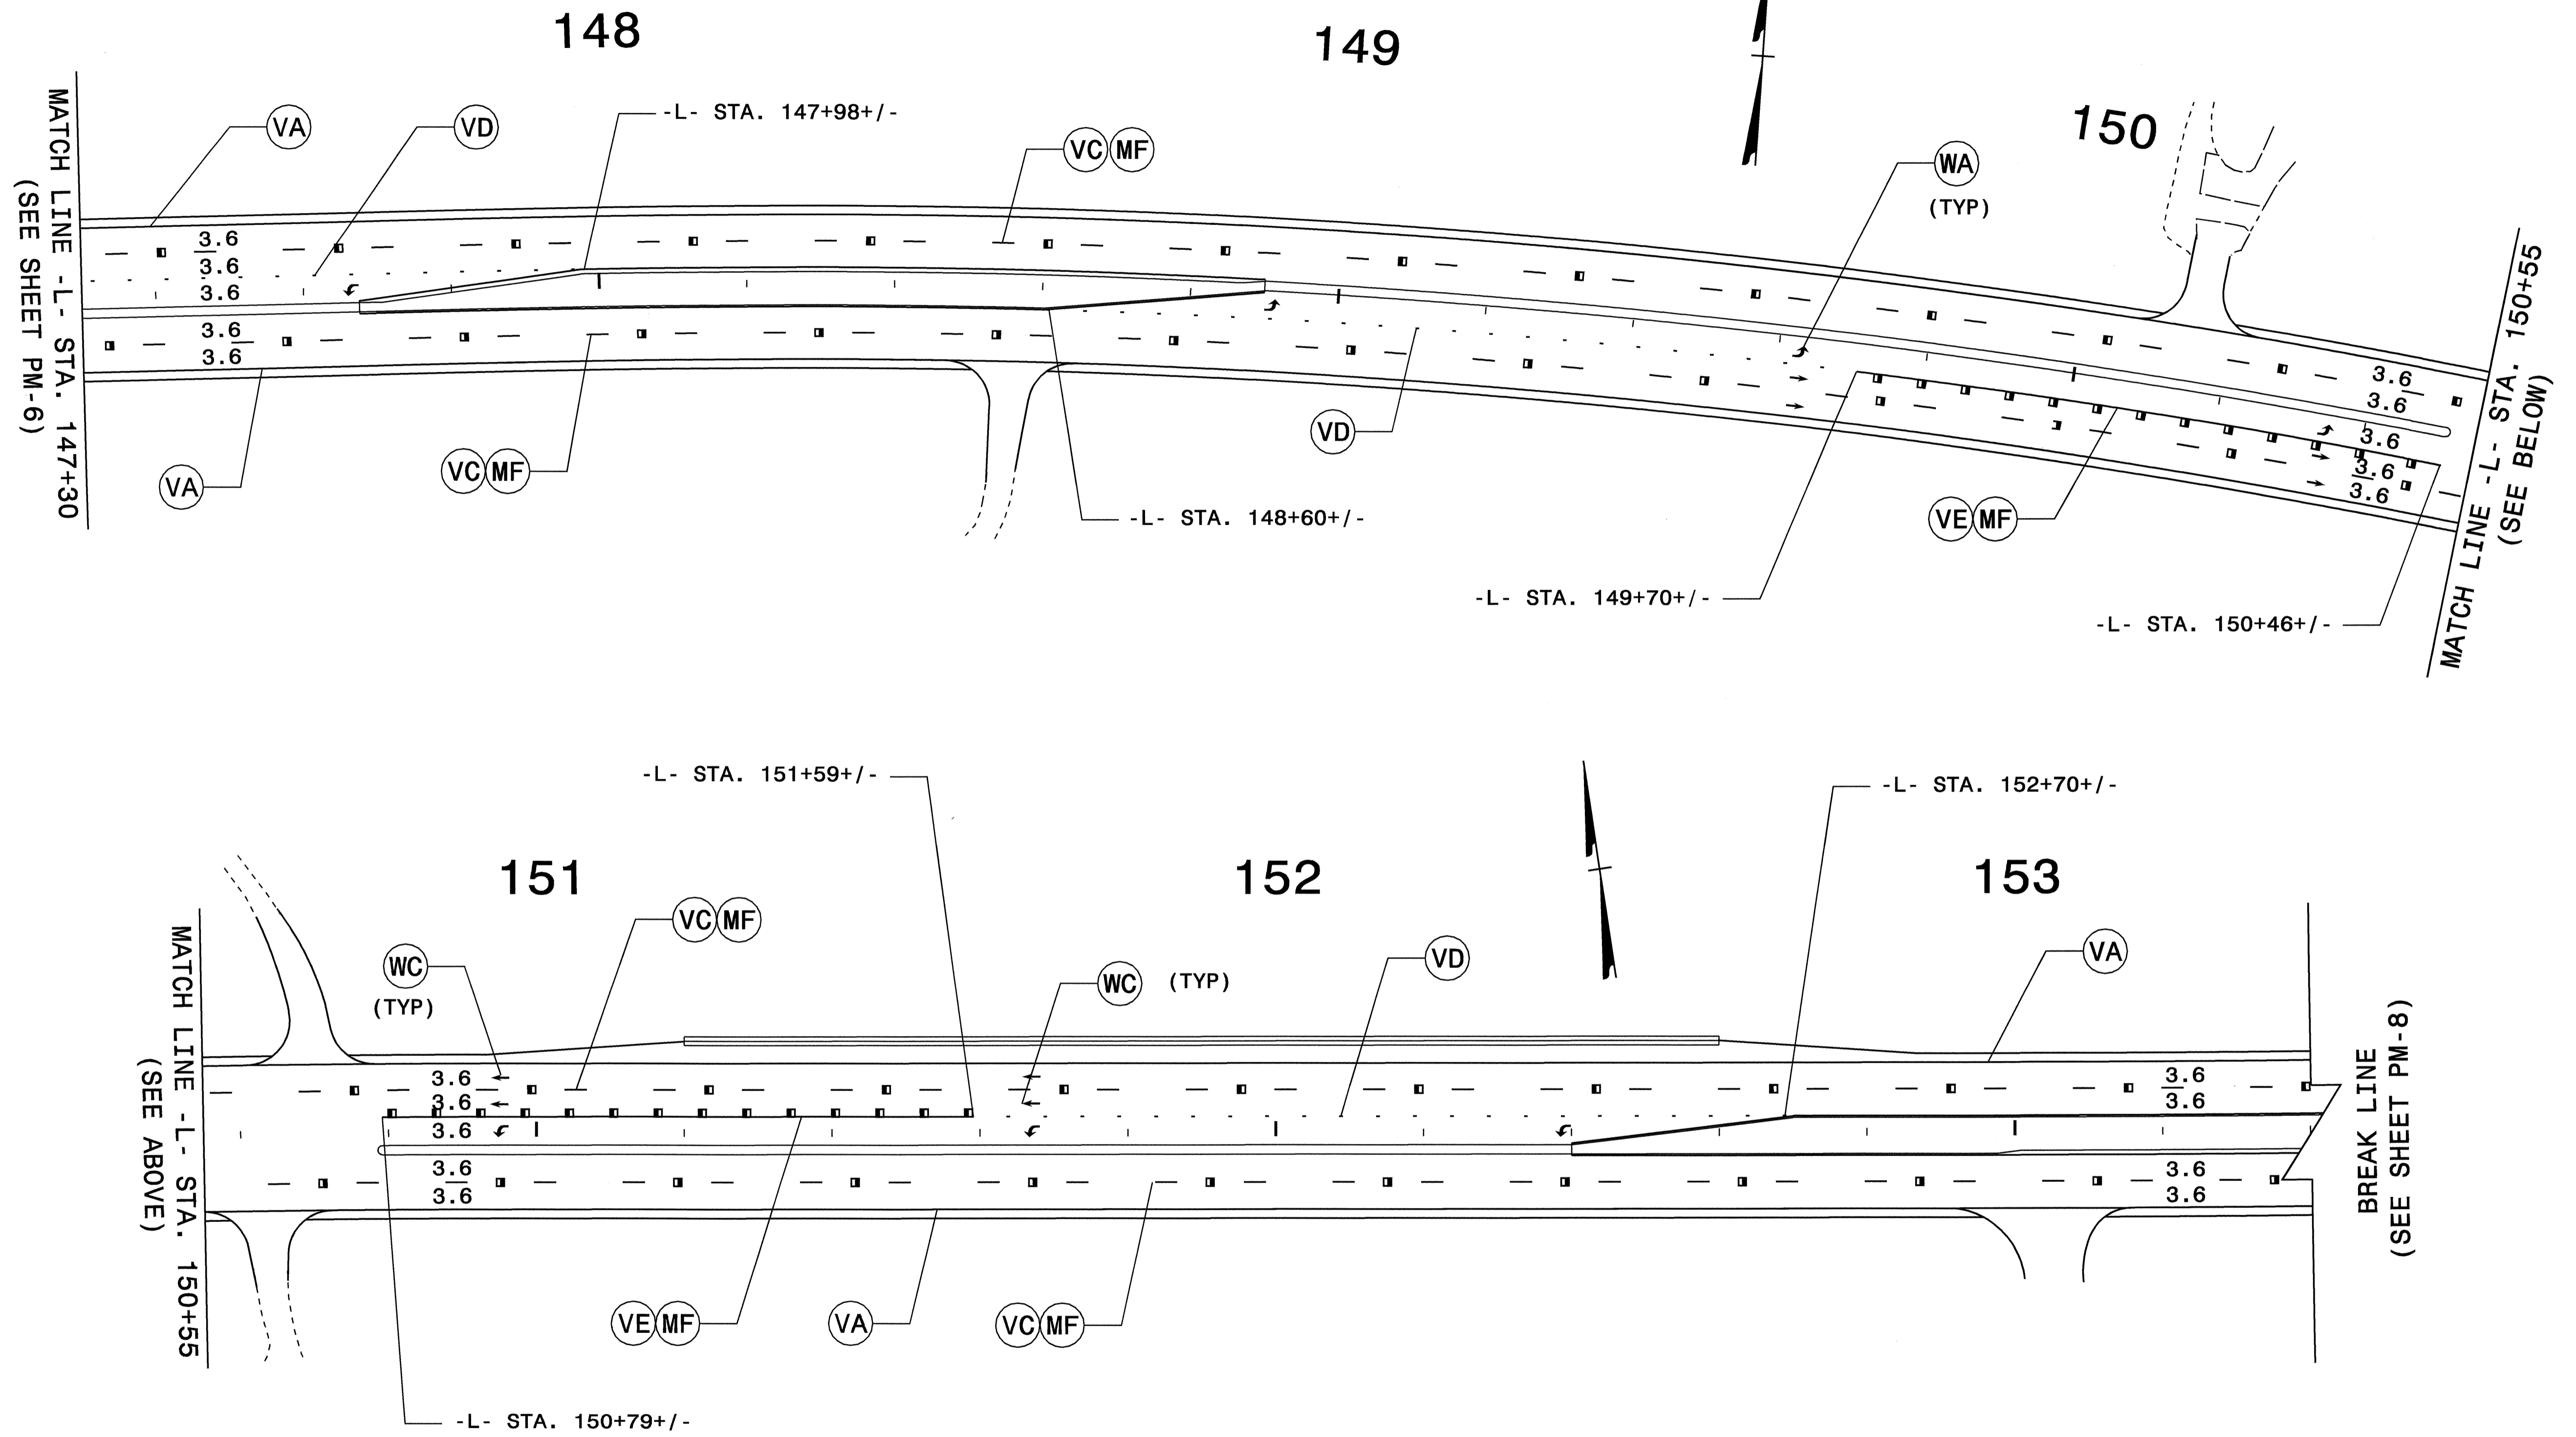 148
149
150
MATCH LINE -L- STA. 147+30
(SEE SHEET PM-6)
VA
VD
-L- STA. 147+98+/-
VC MF
WA
(TYP)
3.6
3.6
3.6
3.6
3.6
VA
VC MF
-L- STA. 148+60+/-
VD
-L- STA. 149+70+/-
VE MF
-L- STA. 150+46+/-
3.6
3.6
3.6
3.6
3.6
MATCH LINE -L- STA. 150+55
(SEE BELOW)
-L- STA. 151+59+/-
-L- STA. 152+70+/-
151
152
153
MATCH LINE -L- STA. 150+55
(SEE ABOVE)
WC
(TYP)
VC MF
WC (TYP)
VD
VA
3.6
3.6
3.6
3.6
3.6
3.6
3.6
3.6
3.6
BREAK LINE
(SEE SHEET PM-8)
VE MF
VA
VC MF
-L- STA. 150+79+/-